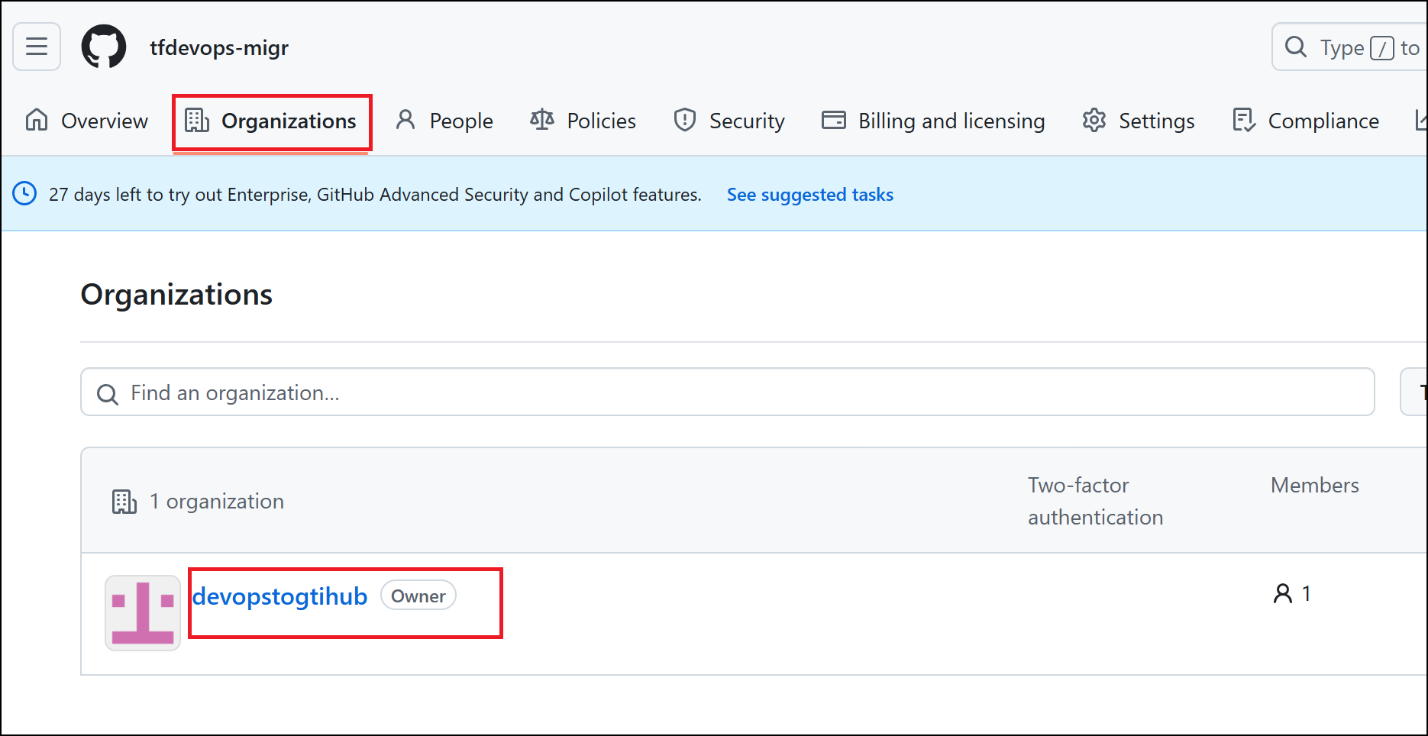 tfdevops-migr
Type / to
Overview Organizations People Policies Security Billing and licensing Settings Compliance
27 days left to try out Enterprise, GitHub Advanced Security and Copilot features. See suggested tasks
Organizations
Find an organization...
1 organization
Two-factor
authentication
Members
devopstogtihub Owner
1